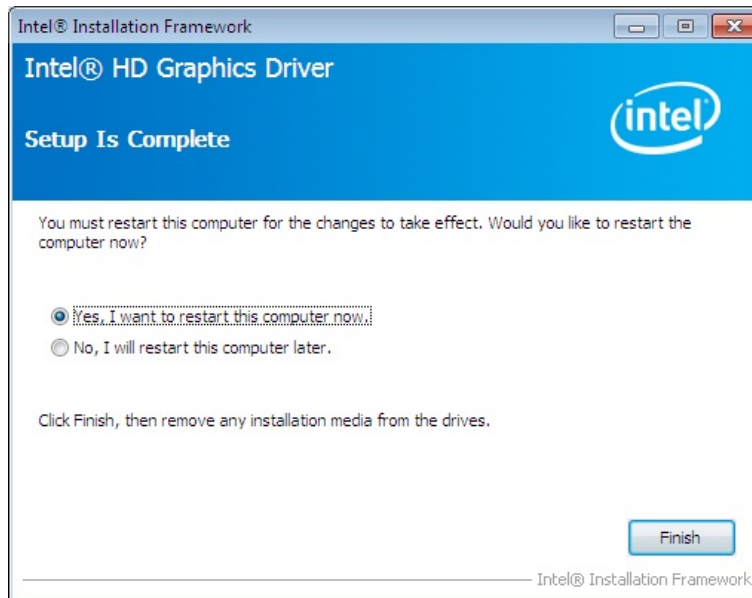 Intel® Installation Framework
Intel® HD Graphics Driver
intel®
Setup Is Complete
You must restart this computer for the changes to take effect. Would you like to restart the
computer now?
Yes, I want to restart this computer now.
No, I will restart this computer later.
Click Finish, then remove any installation media from the drives.
Finish
Intel® Installation Framework